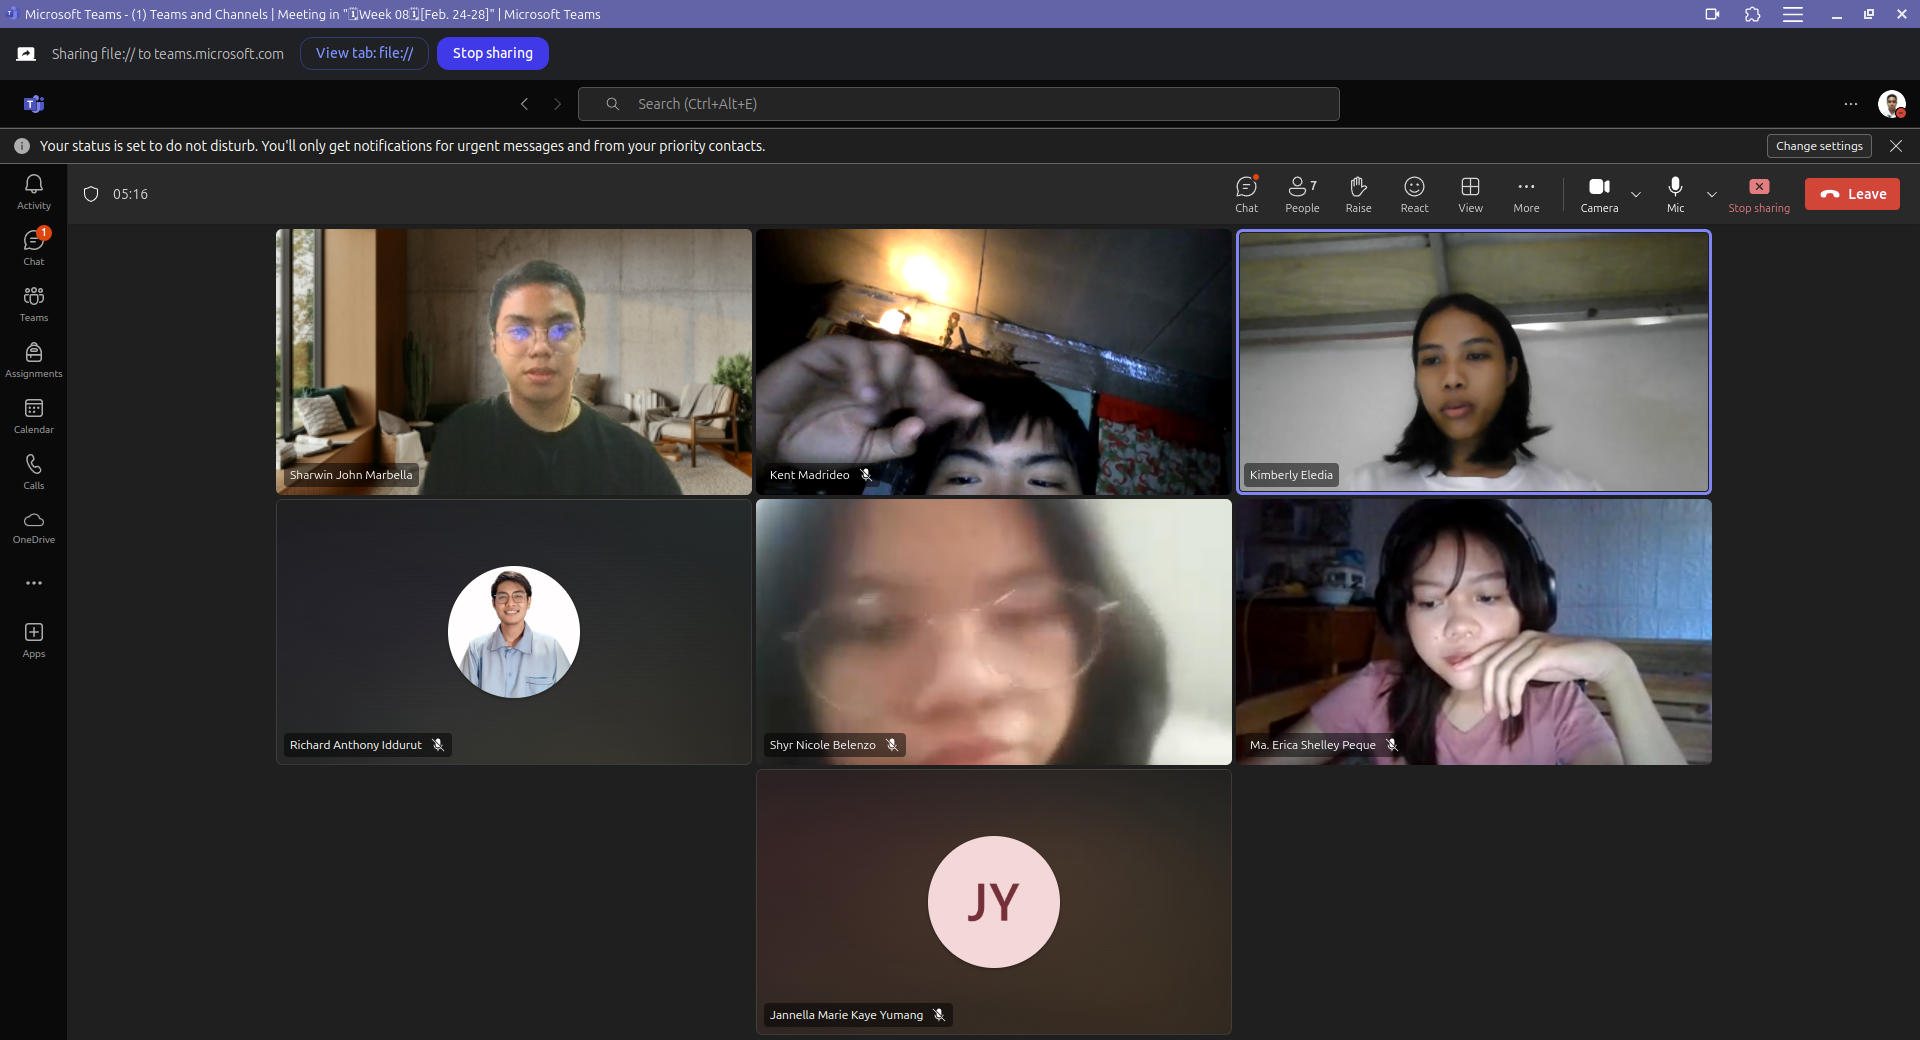 Microsoft Teams - (1) Teams and Channels | Meeting in "🗓Week 08🗓[Feb. 24-28]" | Microsoft Teams
Sharing file:// to teams.microsoft.com
View tab: file://
Stop sharing
Search (Ctrl+Alt+E)
Your status is set to do not disturb. You'll only get notifications for urgent messages and from your priority contacts.
Change settings
05:16
Chat
7
People
Raise
React
View
More
Camera
Mic
Stop sharing
Leave
Activity
1
Chat
Teams
Assignments
Calendar
Calls
OneDrive
Apps
Sharwin John Marbella
Kent Madrideo
Kimberly Eledia
Richard Anthony Iddurut
Shyr Nicole Belenzo
Ma. Erica Shelley Peque
JY
Jannella Marie Kaye Yumang